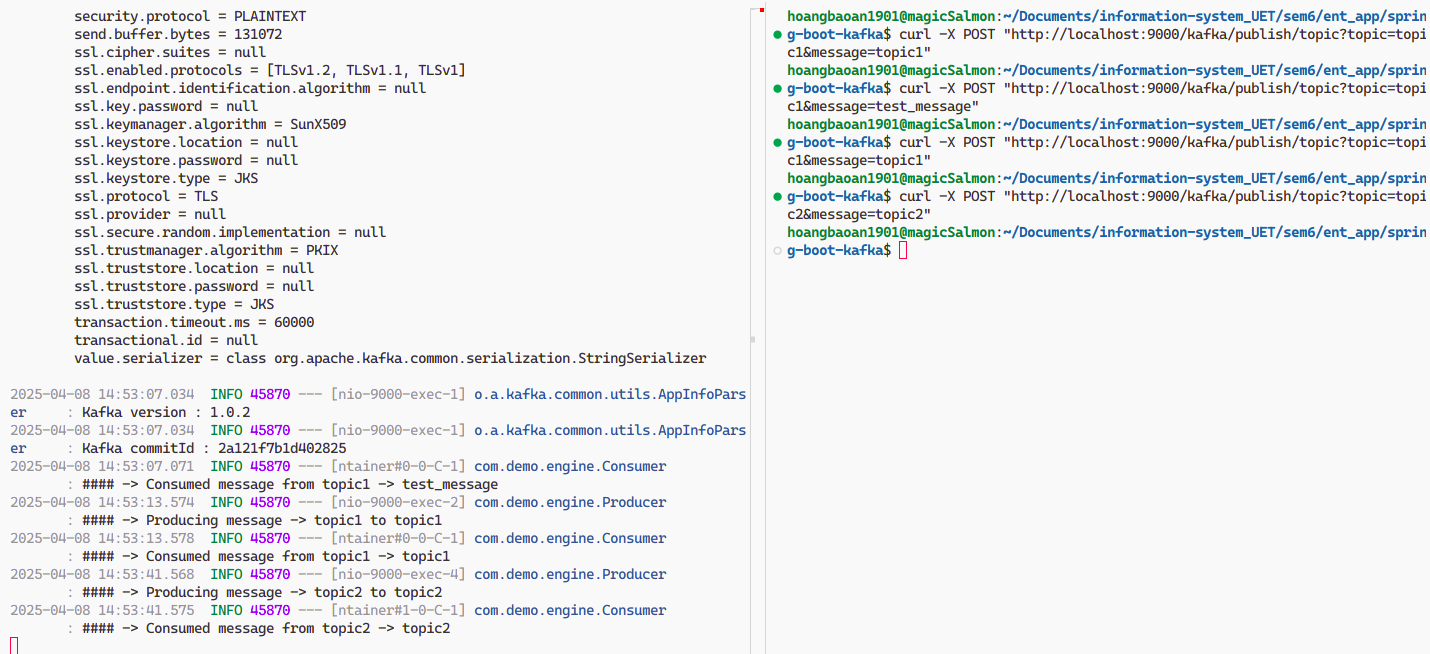 security.protocol = PLAINTEXT
send.buffer.bytes = 131072
ssl.cipher.suites = null
ssl.enabled.protocols = [TLSv1.2, TLSv1.1, TLSv1]
ssl.endpoint.identification.algorithm = null
ssl.key.password = null
ssl.keymanager.algorithm = SunX509
ssl.keystore.location = null
ssl.keystore.password = null
ssl.keystore.type = JKS
ssl.protocol = TLS
ssl.provider = null
ssl.secure.random.implementation = null
ssl.trustmanager.algorithm = PKIX
ssl.truststore.location = null
ssl.truststore.password = null
ssl.truststore.type = JKS
transaction.timeout.ms = 60000
transactional.id = null
value.serializer = class org.apache.kafka.common.serialization.StringSerializer
2025-04-08 14:53:07.034  INFO 45870 --- [nio-9000-exec-1] o.a.kafka.common.utils.AppInfoPars
er     : Kafka version : 1.0.2
2025-04-08 14:53:07.034  INFO 45870 --- [nio-9000-exec-1] o.a.kafka.common.utils.AppInfoPars
er     : Kafka commitId : 2a121f7b1d402825
2025-04-08 14:53:07.071  INFO 45870 --- [ntainer#0-0-C-1] com.demo.engine.Consumer
: #### -> Consumed message from topic1 -> test_message
2025-04-08 14:53:13.574  INFO 45870 --- [nio-9000-exec-2] com.demo.engine.Producer
: #### -> Producing message -> topic1 to topic1
2025-04-08 14:53:13.578  INFO 45870 --- [ntainer#0-0-C-1] com.demo.engine.Consumer
: #### -> Consumed message from topic1 -> topic1
2025-04-08 14:53:41.568  INFO 45870 --- [nio-9000-exec-4] com.demo.engine.Producer
: #### -> Producing message -> topic2 to topic2
2025-04-08 14:53:41.575  INFO 45870 --- [ntainer#1-0-C-1] com.demo.engine.Consumer
: #### -> Consumed message from topic2 -> topic2
hoangbaoan1901@magicSalmon:~/Documents/information-system_UET/sem6/ent_app/sprin
g-boot-kafka$ curl -X POST "http://localhost:9000/kafka/publish/topic?topic=topi
c1&message=topic1"
hoangbaoan1901@magicSalmon:~/Documents/information-system_UET/sem6/ent_app/sprin
g-boot-kafka$ curl -X POST "http://localhost:9000/kafka/publish/topic?topic=topi
c1&message=test_message"
hoangbaoan1901@magicSalmon:~/Documents/information-system_UET/sem6/ent_app/sprin
g-boot-kafka$ curl -X POST "http://localhost:9000/kafka/publish/topic?topic=topi
c1&message=topic1"
hoangbaoan1901@magicSalmon:~/Documents/information-system_UET/sem6/ent_app/sprin
g-boot-kafka$ curl -X POST "http://localhost:9000/kafka/publish/topic?topic=topi
c2&message=topic2"
hoangbaoan1901@magicSalmon:~/Documents/information-system_UET/sem6/ent_app/sprin
g-boot-kafka$